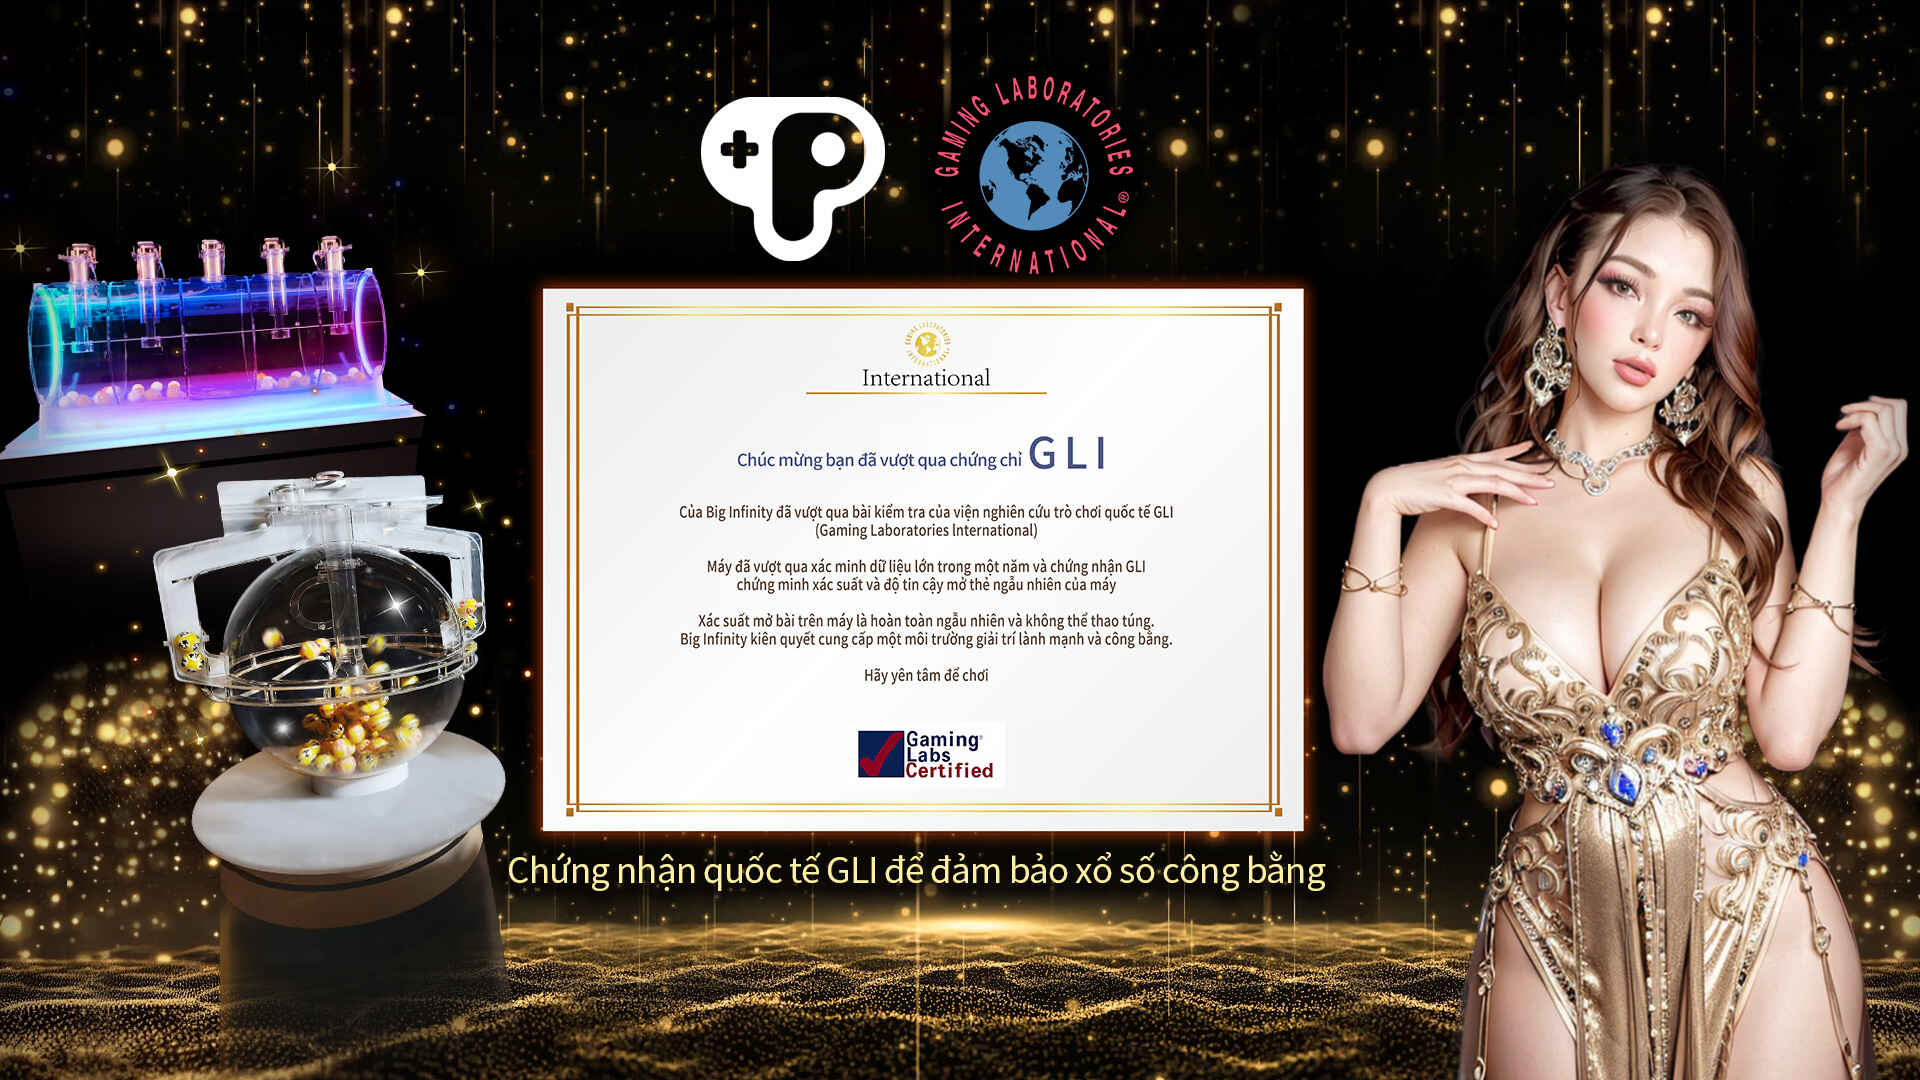 GAMING LABORATORIES INTERNATIONAL®
GAMING LABORATORIES INTERNATIONAL
International
Chúc mừng bạn đã vượt qua chứng chỉ GLI
Của Big Infinity đã vượt qua bài kiểm tra của viện nghiên cứu trò chơi quốc tế GLI
(Gaming Laboratories International)
Máy đã vượt qua xác minh dữ liệu lớn trong một năm và chứng nhận GLI
chứng minh xác suất và độ tin cậy mở thẻ ngẫu nhiên của máy
Xác suất mở bài trên máy là hoàn toàn ngẫu nhiên và không thể thao túng.
Big Infinity kiên quyết cung cấp một môi trường giải trí lành mạnh và công bằng.
Hãy yên tâm để chơi
Gaming®
Labs
Certified
Chứng nhận quốc tế GLI để đảm bảo xổ số công bằng